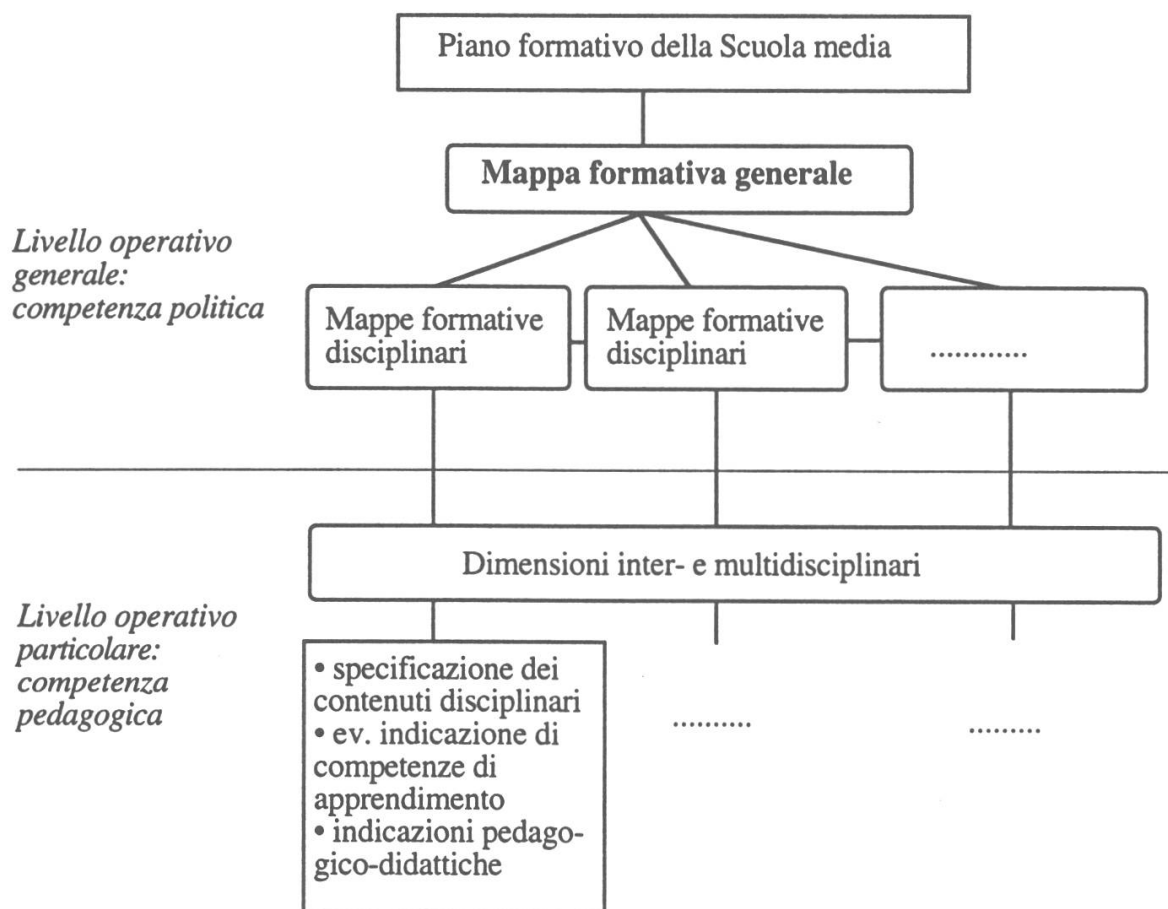 Piano formativo della Scuola media
Mappa formativa generale
Livello operativo
generale:
competenza politica
Mappe formative
disciplinari
Mappe formative
disciplinari
.............
Dimensioni inter- e multidisciplinari
Livello operativo
particolare:
competenza
pedagogica
• specificazione dei
contenuti disciplinari
• ev. indicazione di
competenze di
apprendimento
• indicazioni pedago-
gico-didattiche
..........
.........